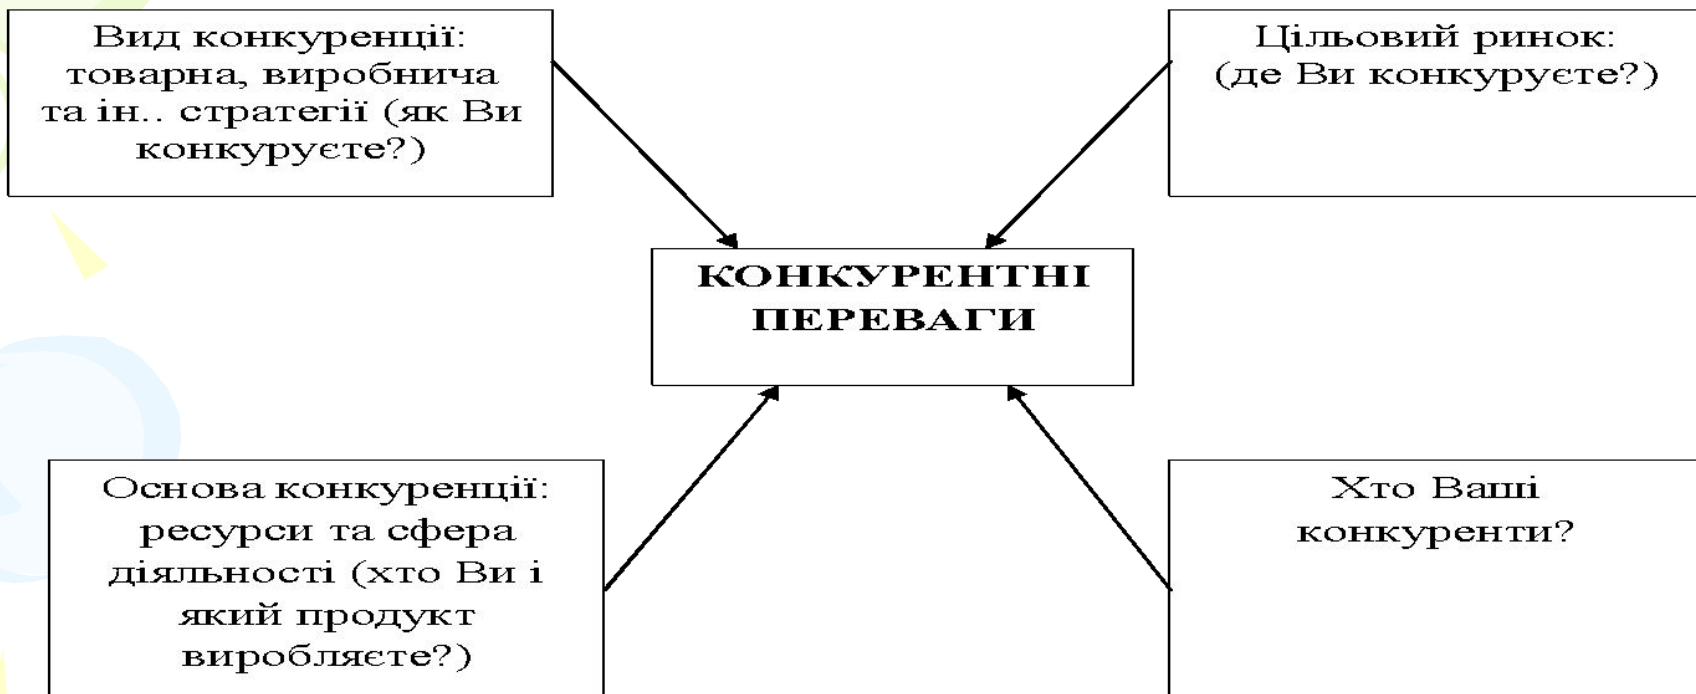 Вид конкуренції:
товарна, виробнича
та ін.. стратегії (як Ви
конкуруєте?)
Цільовий ринок:
(де Ви конкуруєте?)
КОНКУРЕНТНІ
ПЕРЕВАГИ
Основа конкуренції:
ресурси та сфера
діяльності (хто Ви і
який продукт
виробляєте?)
Хто Ваші
конкуренти?